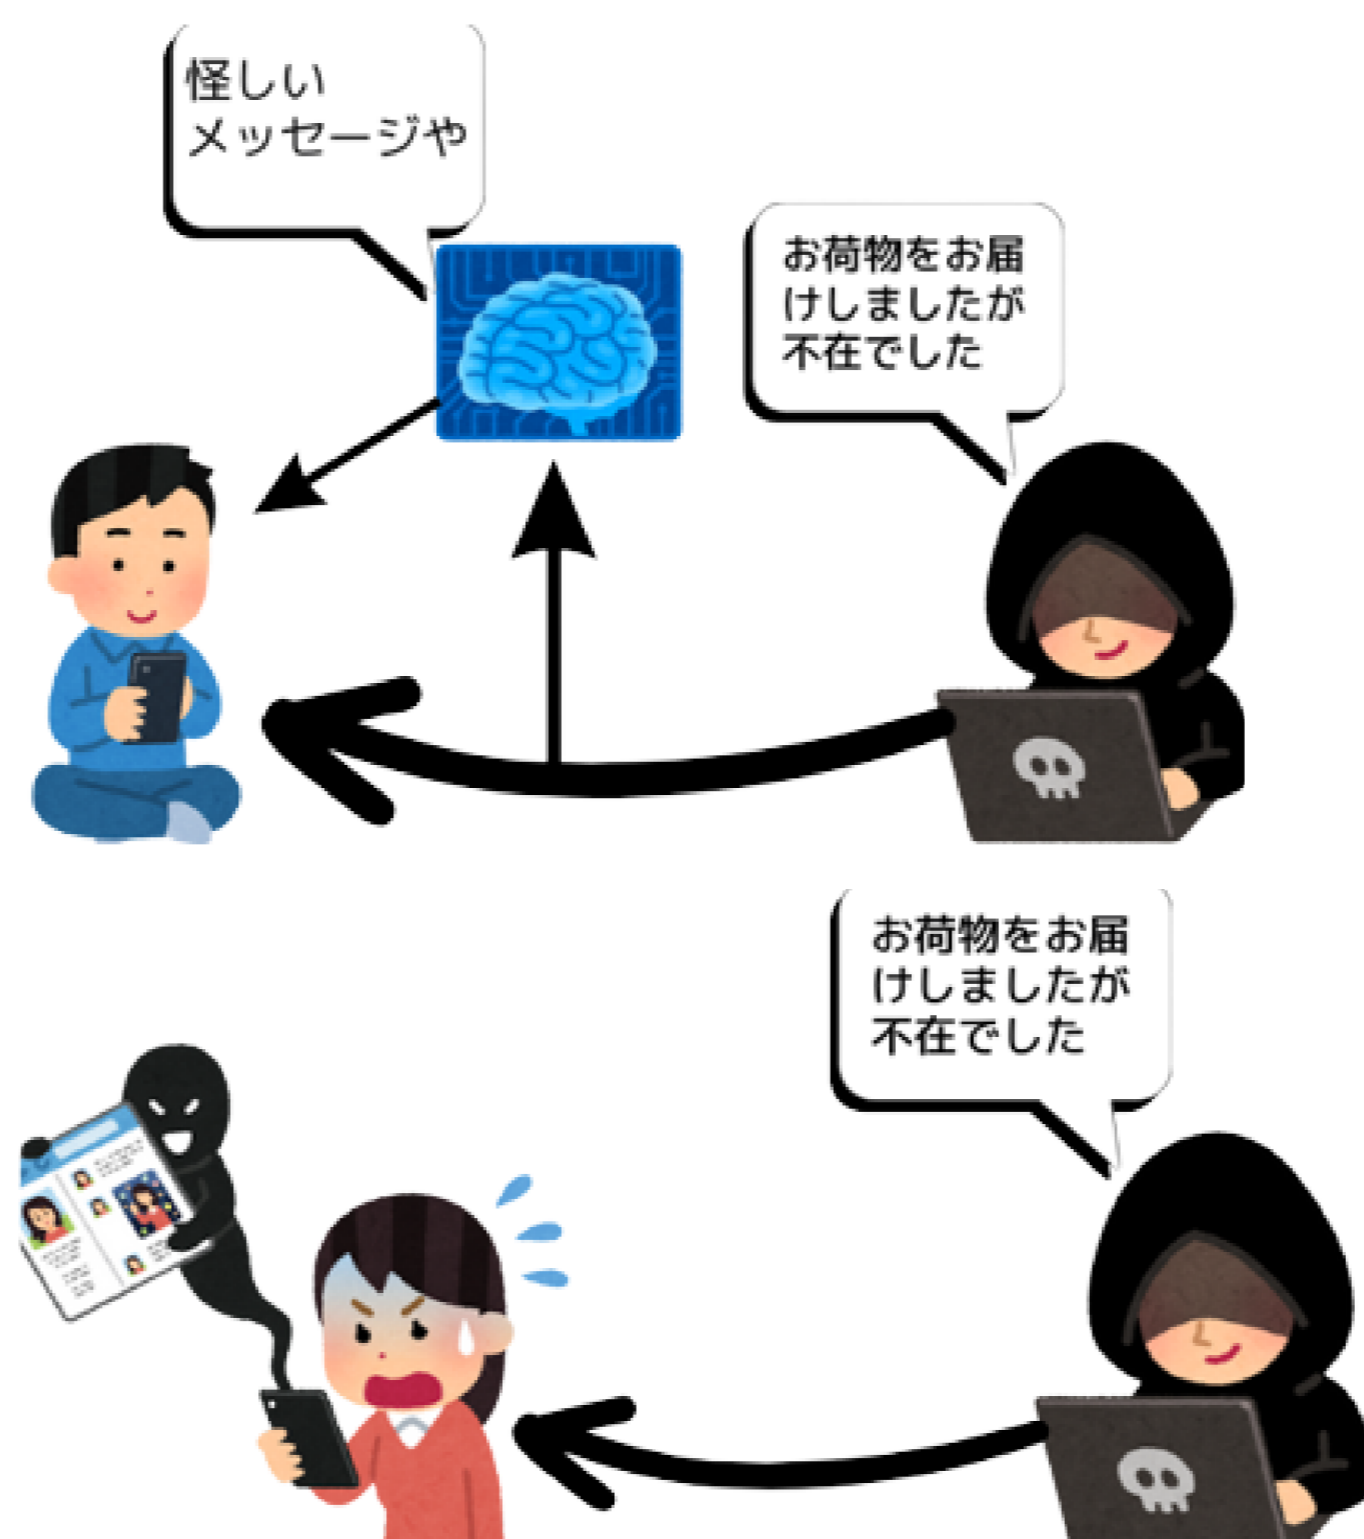 怪しい
メッセージや
お荷物をお届
けしましたが
不在でした
お荷物をお届
けしましたが
不在でした